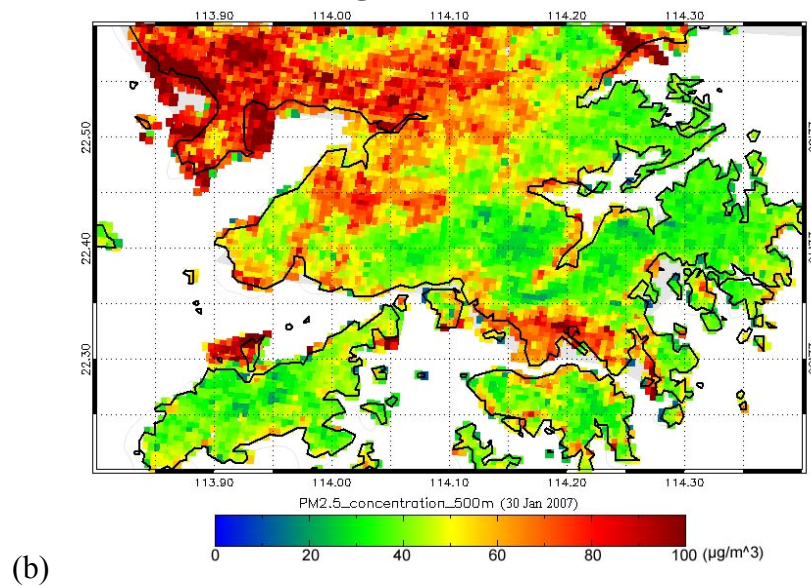 113.90 114.00 114.10 114.20 114.30
22.50
22.40
22.30
113.90 114.00 114.10 114.20 114.30
PM2.5_concentration_500m (30 Jan 2007)
0 20 40 60 80 100 (µg/m^3)
(b)